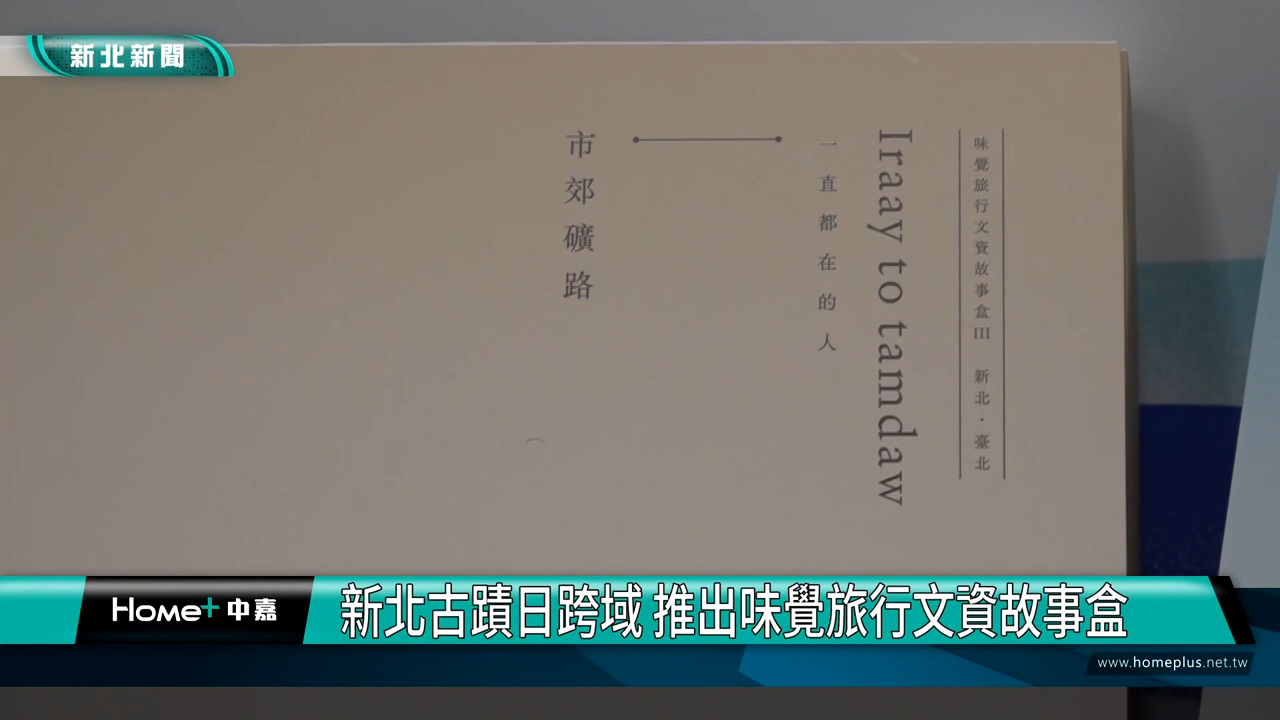 新北新聞
味覺旅行文資故事盒III 新北・臺北
Iraay to tamdaw
一直都在的人
市郊礦路
Home+中嘉
新北古蹟日跨域 推出味覺旅行文資故事盒
www.homeplus.net.tw